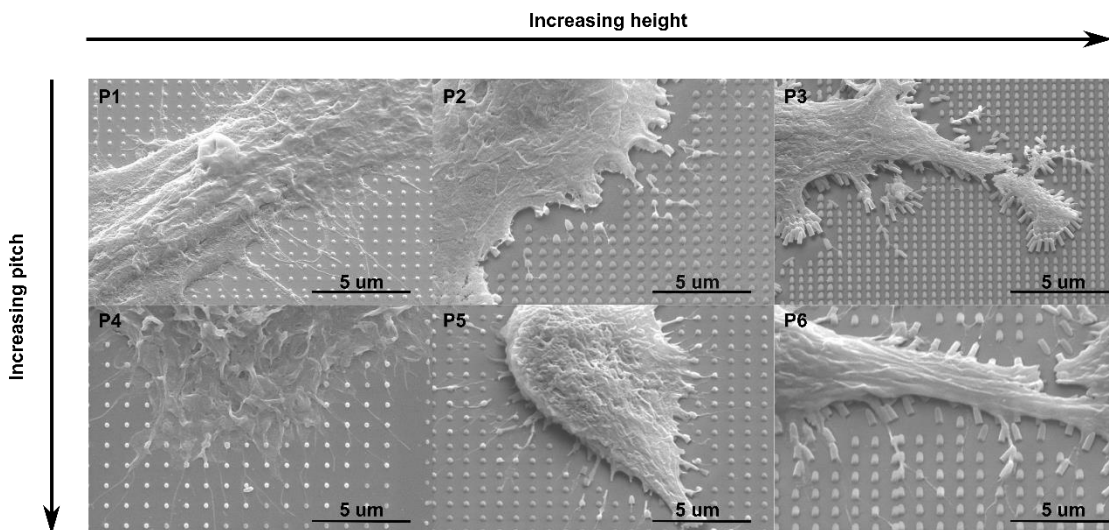 Increasing height
Increasing pitch
P1
P2
P3
5 um
5 um
5 um
P4
P5
P6
5 um
5 um
5 um